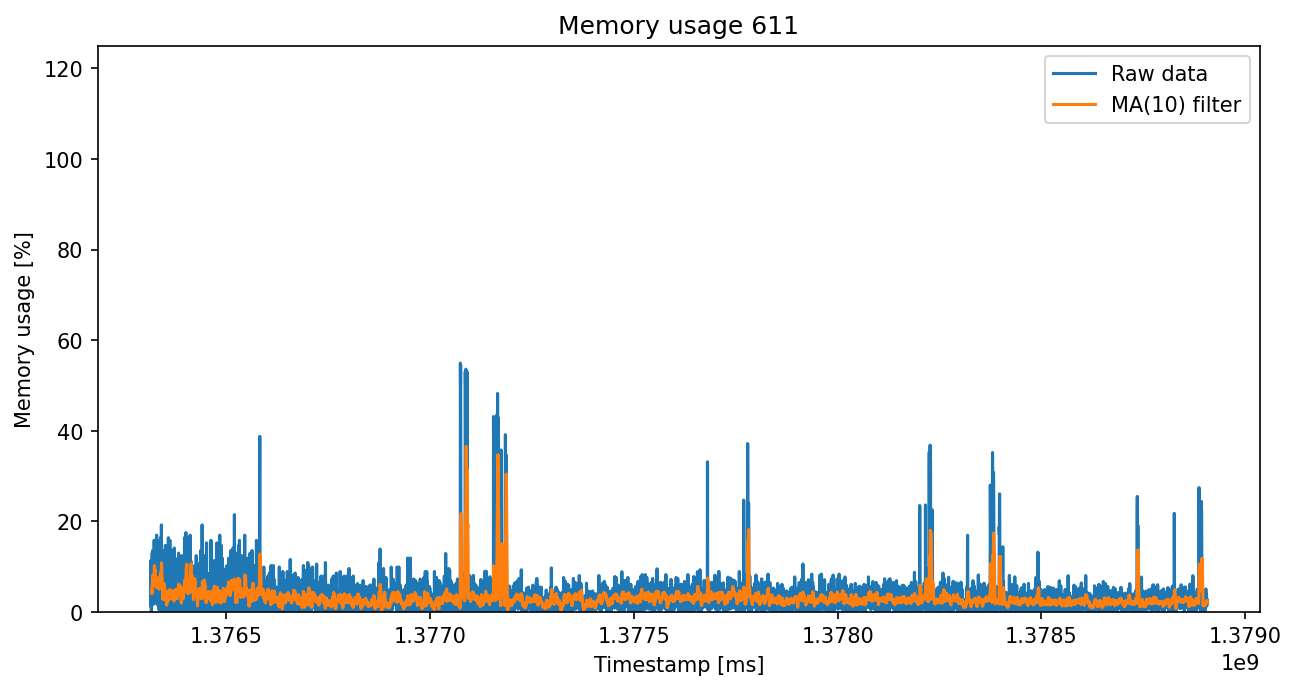 Memory usage 611
Raw data
MA(10) filter
Memory usage [%]
120
100
80
60
40
20
0
1.3765 1.3770 1.3775 1.3780 1.3785 1.3790
1e9
Timestamp [ms]